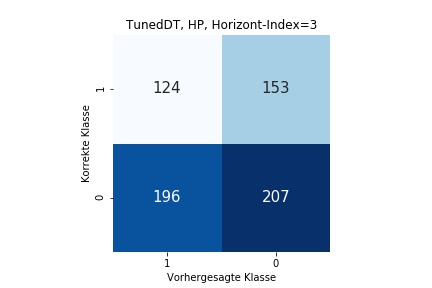 TunedDT, HP, Horizont-Index=3
Korrekte Klasse
1
124 153
0
196 207
1 0
Vorhergesagte Klasse